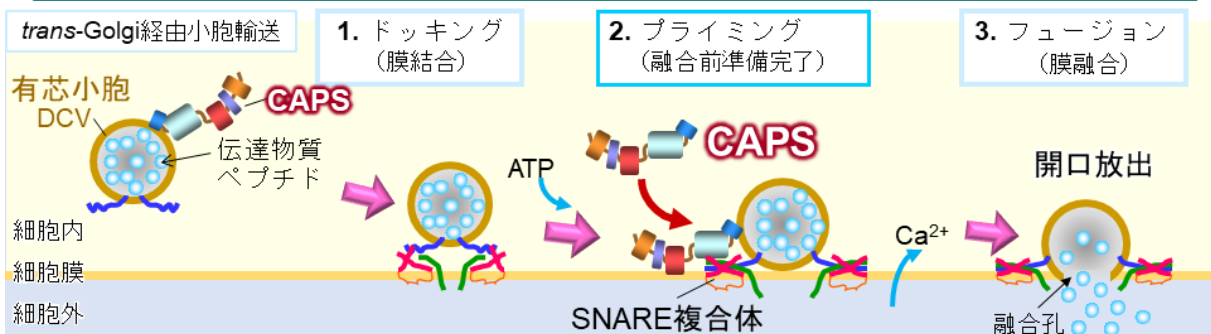 trans-Golgi経由小胞輸送
1. ドッキング
(膜結合)
2. プライミング
(融合前準備完了)
3. フュージョン
(膜融合)
有芯小胞
DCV
CAPS
伝達物質
ペプチド
ATP
CAPS
開口放出
細胞内
細胞膜
細胞外
Ca2+
SNARE複合体
融合孔